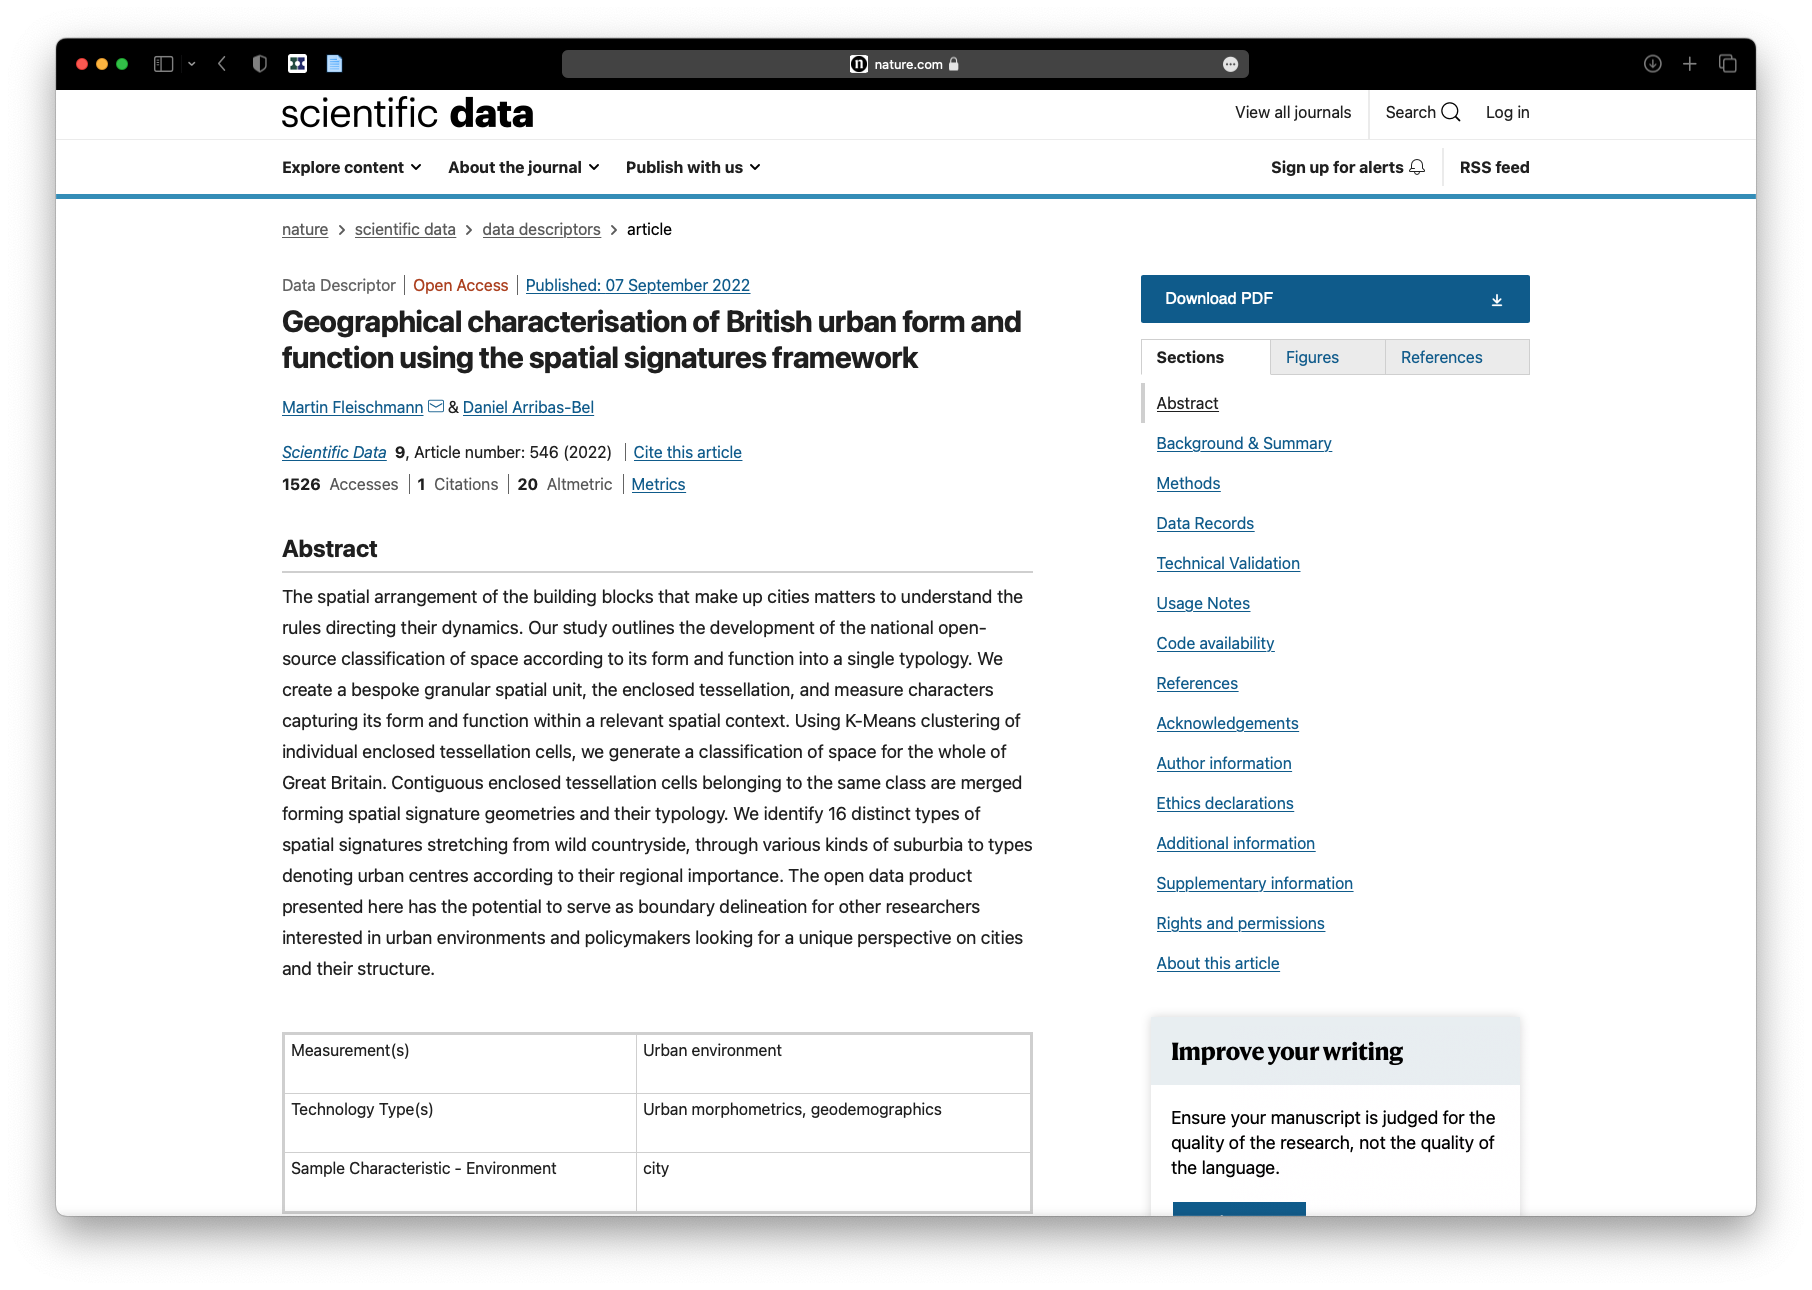 nature.com
scientific data
View all journals
Search
Log in
Explore content
About the journal
Publish with us
Sign up for alerts
RSS feed
nature > scientific data > data descriptors > article
Data Descriptor | Open Access | Published: 07 September 2022
Geographical characterisation of British urban form and
function using the spatial signatures framework
Martin Fleischmann & Daniel Arribas-Bel
Scientific Data 9, Article number: 546 (2022) | Cite this article
1526 Accesses | 1 Citations | 20 Altmetric | Metrics
Abstract
The spatial arrangement of the building blocks that make up cities matters to understand the
rules directing their dynamics. Our study outlines the development of the national open-
source classification of space according to its form and function into a single typology. We
create a bespoke granular spatial unit, the enclosed tessellation, and measure characters
capturing its form and function within a relevant spatial context. Using K-Means clustering of
individual enclosed tessellation cells, we generate a classification of space for the whole of
Great Britain. Contiguous enclosed tessellation cells belonging to the same class are merged
forming spatial signature geometries and their typology. We identify 16 distinct types of
spatial signatures stretching from wild countryside, through various kinds of suburbia to types
denoting urban centres according to their regional importance. The open data product
presented here has the potential to serve as boundary delineation for other researchers
interested in urban environments and policymakers looking for a unique perspective on cities
and their structure.
Measurement(s)
Urban environment
Technology Type(s)
Urban morphometrics, geodemographics
Sample Characteristic - Environment
city
Download PDF
Sections
Figures
References
Abstract
Background & Summary
Methods
Data Records
Technical Validation
Usage Notes
Code availability
References
Acknowledgements
Author information
Ethics declarations
Additional information
Supplementary information
Rights and permissions
About this article
Improve your writing
Ensure your manuscript is judged for the
quality of the research, not the quality of
the language.